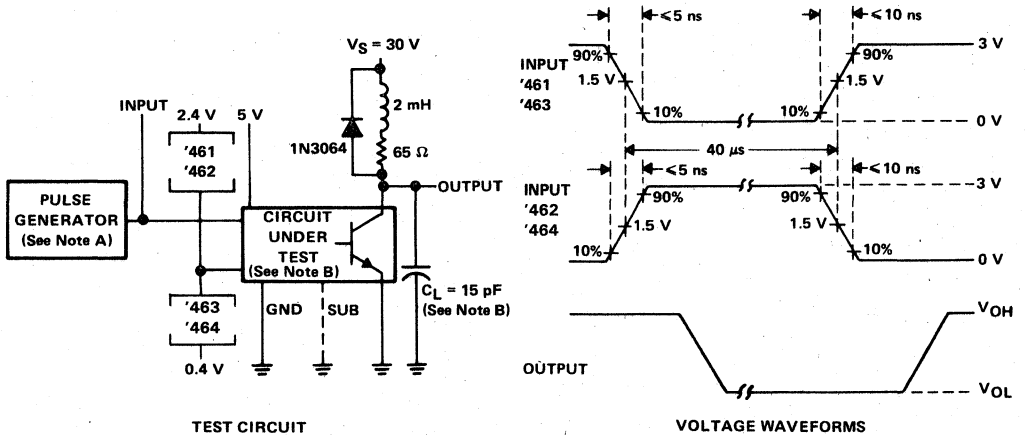 VS = 30 V
2 mH
1N3064
65 Ω
INPUT
2.4 V
5 V
'461
'462
OUTPUT
PULSE
GENERATOR
(See Note A)
CIRCUIT
UNDER
TEST
(See Note B)
'463
'464
0.4 V
GND
SUB
CL = 15 pF
(See Note B)
TEST CIRCUIT
≤5 ns
≤10 ns
INPUT
'461
'463
90%
1.5 V
10%
10%
90%
1.5 V
3 V
0 V
40 µs
≤5 ns
≤10 ns
INPUT
'462
'464
10%
1.5 V
90%
90%
1.5 V
10%
3 V
0 V
OUTPUT
VOH
VOL
VOLTAGE WAVEFORMS